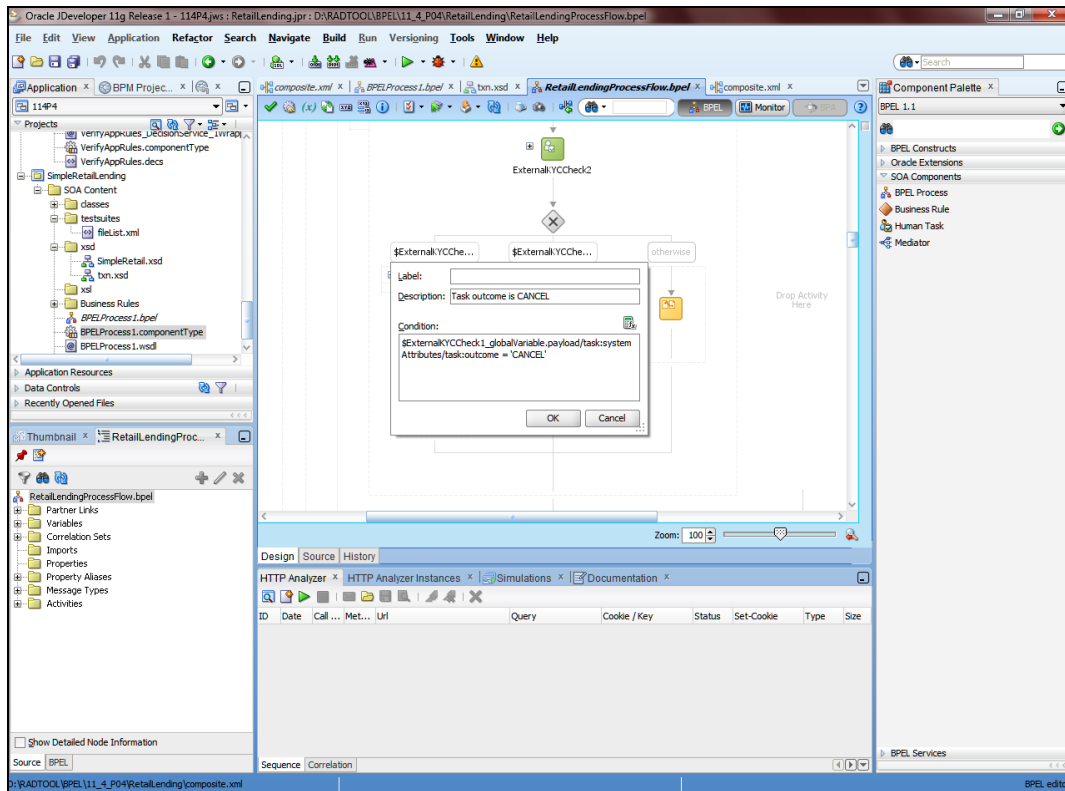 Oracle JDeveloper 11g Release 1 - 114P4.jws : RetailLending.jpr : D:\RADTOOL\BPEL\11_4_P04\RetailLending\RetailLendingProcessFlow.bpel
File Edit View Application Refactor Search Navigate Build Run Versioning Tools Window Help
Search
Application BPM Projec...
composite.xml BPELProcess1.bpel txn.xsd RetailLendingProcessFlow.bpel composite.xml
Component Palette
114P4
(x)
BPEL Monitor BPA
BPEL 1.1
Projects
VerifyAppRules_DecisionService_1Wrap
VerifyAppRules.componentType
VerifyAppRules.decs
SimpleRetailLending
SOA Content
classes
testsuites
fileList.xml
xsd
SimpleRetail.xsd
txn.xsd
xsl
Business Rules
BPELProcess1.bpel
BPELProcess1.componentType
BPELProcess1.wsdl
Application Resources
Data Controls
Recently Opened Files
BPEL Constructs
Oracle Extensions
SOA Components
BPEL Process
Business Rule
Human Task
Mediator
ExternalKYCCheck2
$ExternalKYCChe... $ExternalKYCChe... otherwise
Label:
Description: Task outcome is CANCEL
Condition:
$ExternalKYCCheck1_globalVariable.payload/task:system
Attributes/task:outcome = 'CANCEL'
OK Cancel
Drop Activity
Here
Thumbnail RetailLendingProc...
RetailLendingProcessFlow.bpel
Partner Links
Variables
Correlation Sets
Imports
Properties
Property Aliases
Message Types
Activities
Zoom: 100
Design Source History
HTTP Analyzer HTTP Analyzer Instances Simulations Documentation
ID Date Call ... Met... Url Query Cookie / Key Status Set-Cookie Type Size
Show Detailed Node Information
Source BPEL
Sequence Correlation
BPEL Services
D:\RADTOOL\BPEL\11_4_P04\RetailLending\composite.xml
BPEL edito